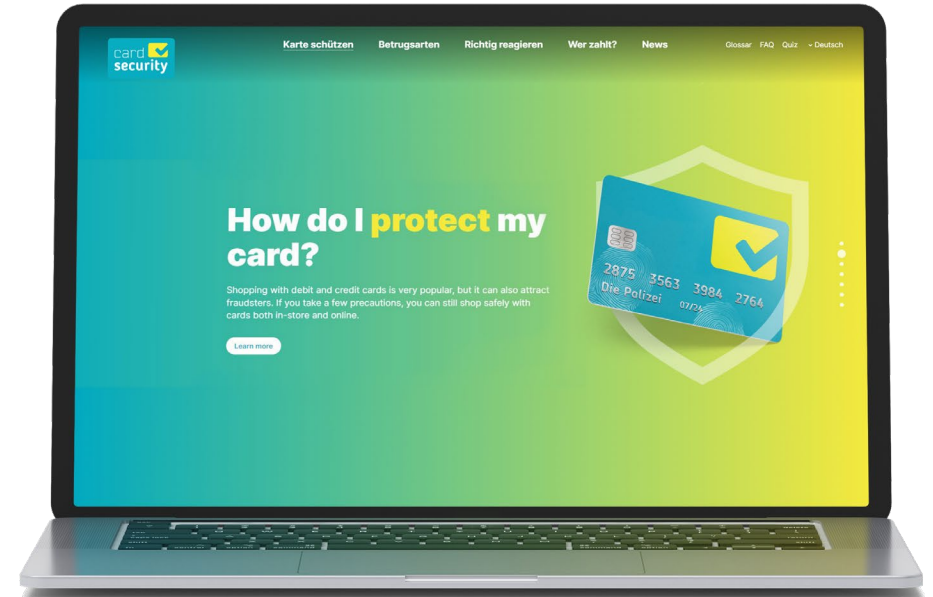 card
security
Karte schützen
Betrugsarten
Richtig reagieren
Wer zahlt?
News
Glossar
FAQ
Quiz
Deutsch
How do I protect my
card?
Shopping with debit and credit cards is very popular, but it can also attract
fraudsters. If you take a few precautions, you can still shop safely with
cards both in-store and online.
Learn more
2875 3563 3984 2764
Die Polizei 07/24